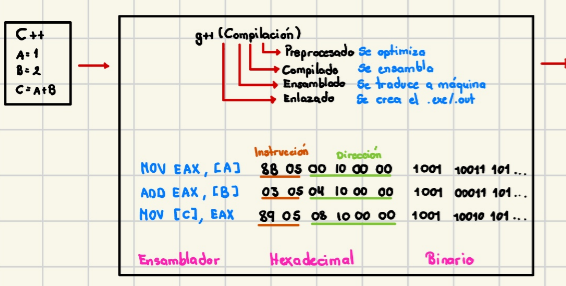 C++
A=1
B=2
C=A+B
g++ (Compilación)
Preprocesado Se optimiza
Compilado Se ensambla
Ensamblado Se traduce a máquina
Enlazado Se crea el .exe/.out
Instrucción Dirección
MOV EAX, [A] 8B 05 00 10 00 00 1001 10011 101...
ADD EAX, [B] 03 05 04 10 00 00 1001 00011 101...
MOV [C], EAX 89 05 08 10 00 00 1001 10010 101...
Ensamblador Hexadecimal Binario